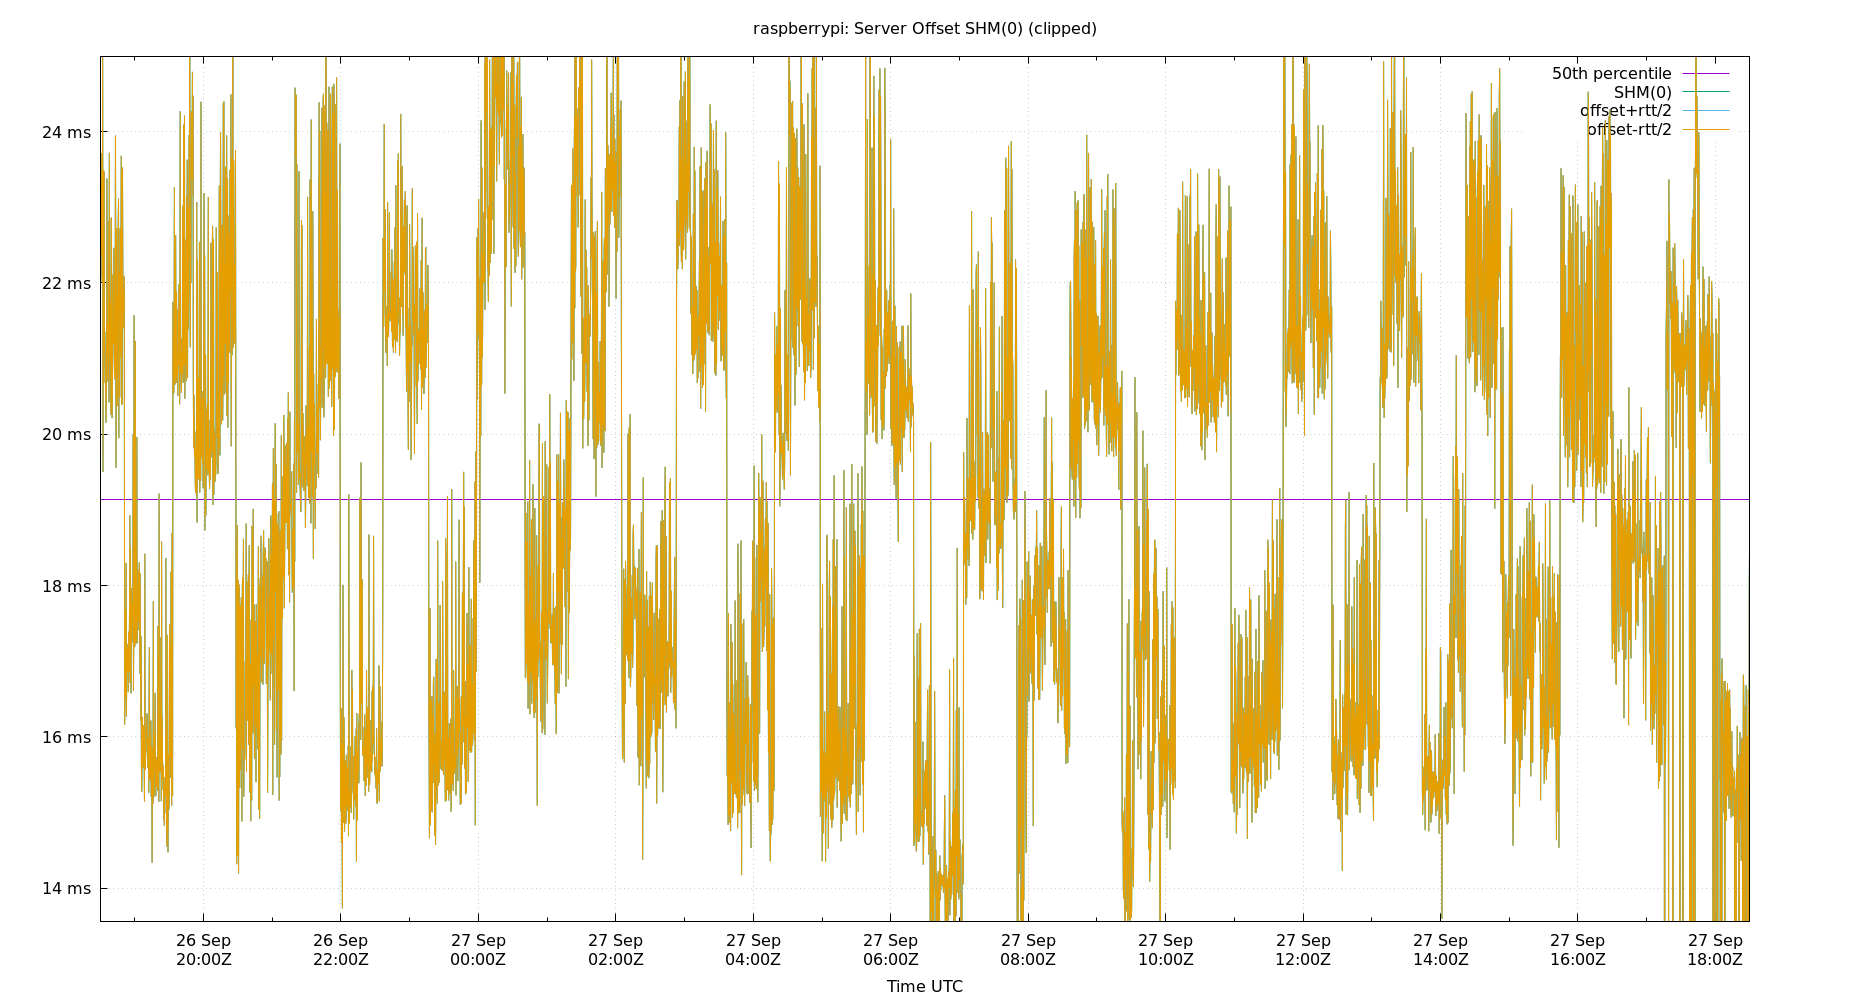 raspberrypi: Server Offset SHM(0) (clipped)
50th percentile
SHM(0)
offset+rtt/2
offset-rtt/2
24 ms
22 ms
20 ms
18 ms
16 ms
14 ms
26 Sep 26 Sep 27 Sep 27 Sep 27 Sep 27 Sep 27 Sep 27 Sep 27 Sep 27 Sep 27 Sep 27 Sep
20:00Z 22:00Z 00:00Z 02:00Z 04:00Z 06:00Z 08:00Z 10:00Z 12:00Z 14:00Z 16:00Z 18:00Z
Time UTC